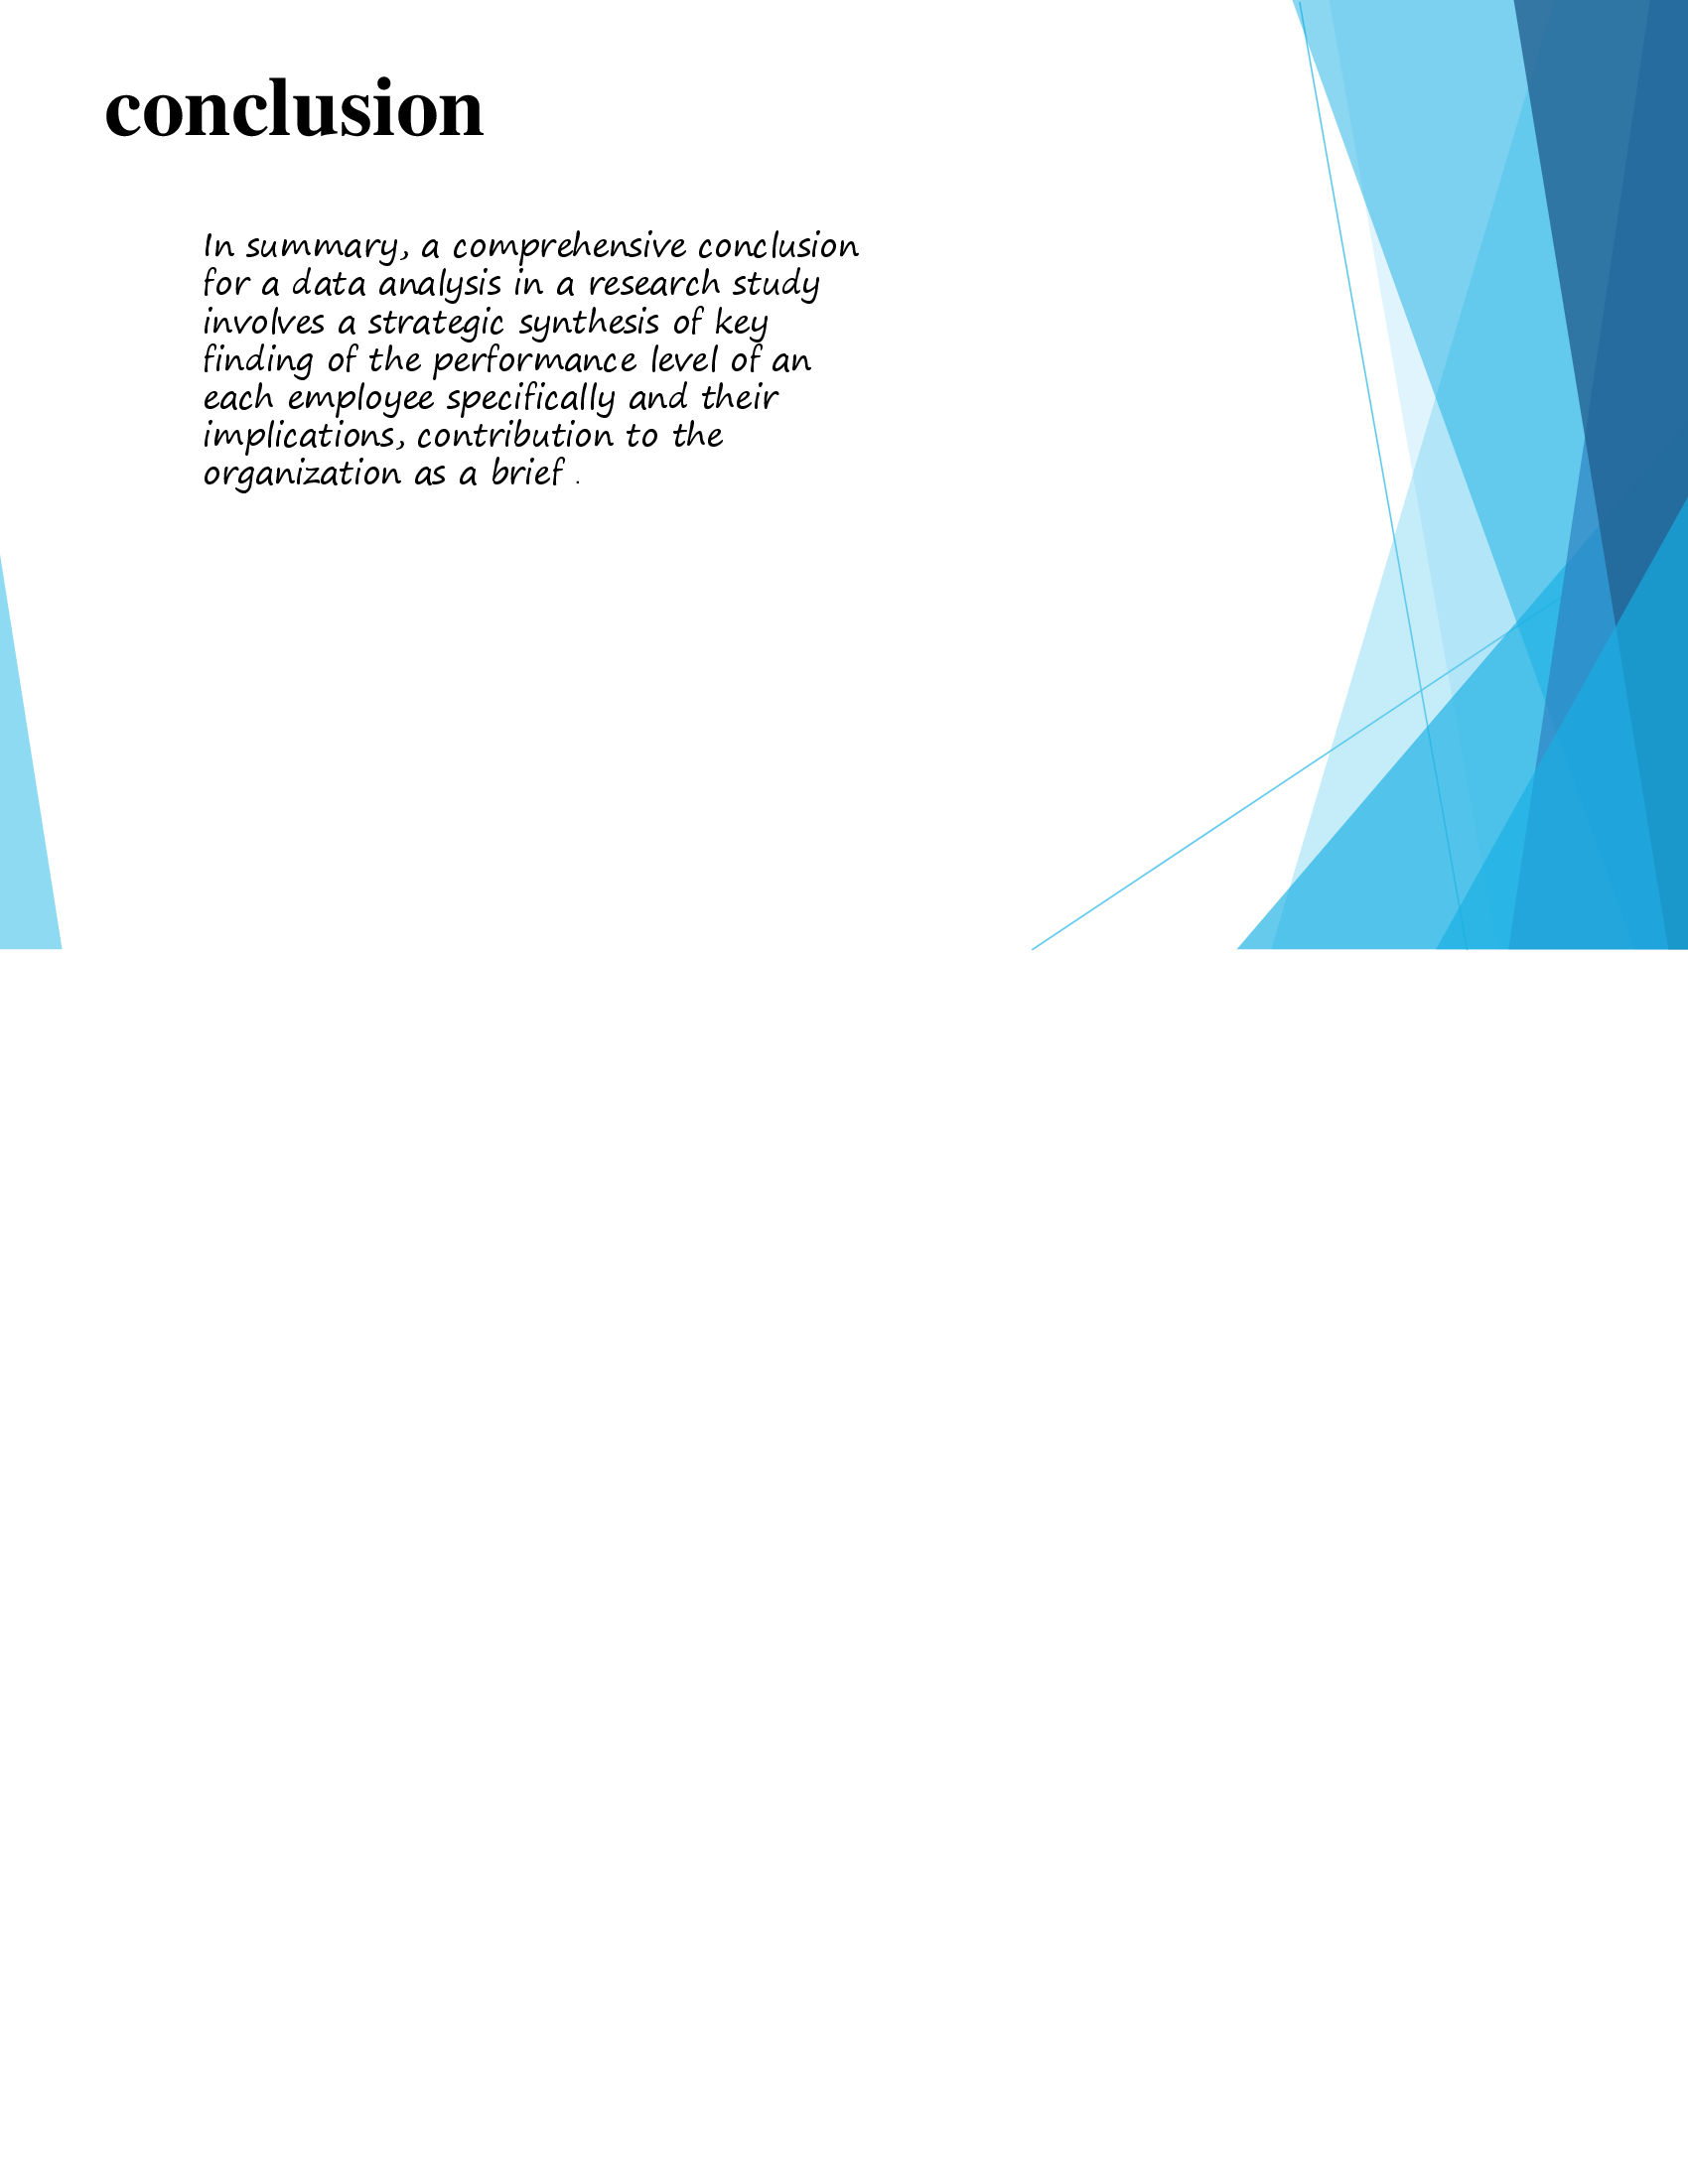 conclusion
In summary, a comprehensive conclusion
for a data analysis in a research study
involves a strategic synthesis of key
finding of the performance level of an
each employee specifically and their
implications, contribution to the
organization as a brief .